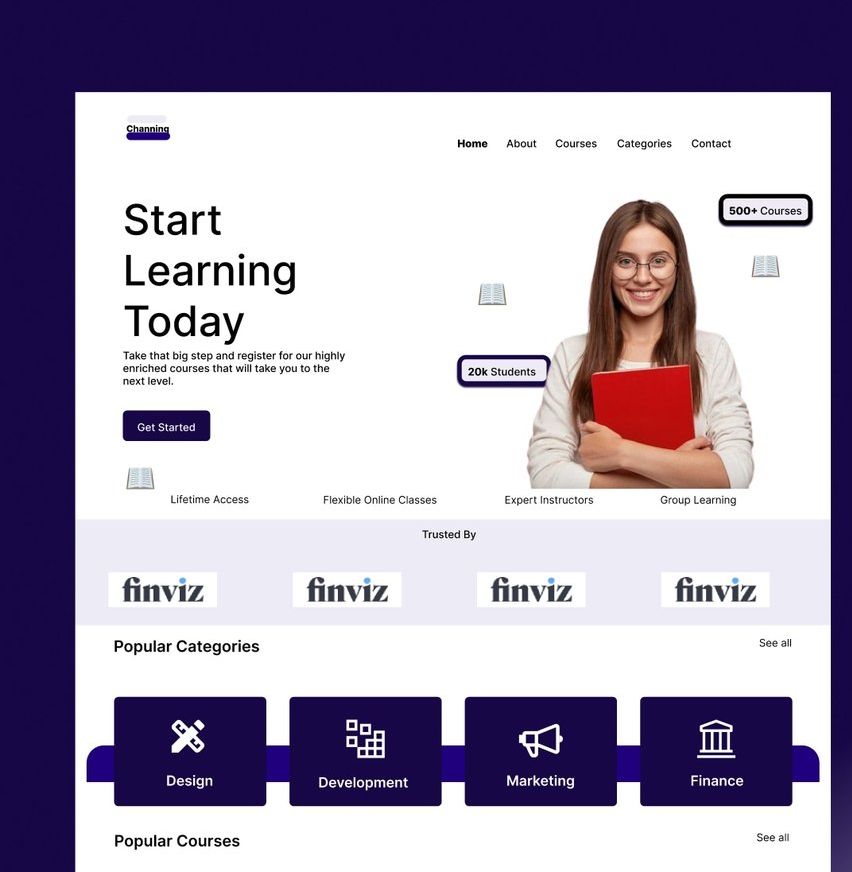 Channing
Home About Courses Categories Contact
500+ Courses
Start
Learning
Today
Take that big step and register for our highly
enriched courses that will take you to the
next level.
20k Students
Get Started
Lifetime Access Flexible Online Classes Expert Instructors Group Learning
Trusted By
finviz finviz finviz finviz
Popular Categories See all
Design Development Marketing Finance
Popular Courses See all